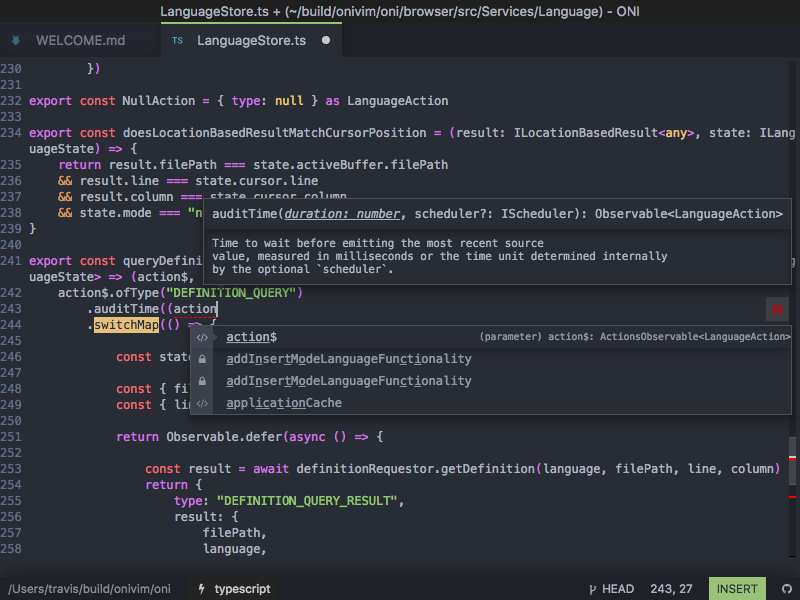 LanguageStore.ts + (~/build/onivim/oni/browser/src/Services/Language) - ONI
WELCOME.md
TS LanguageStore.ts
230 })
231
232 export const NullAction = { type: null } as LanguageAction
233
234 export const doesLocationBasedResultMatchCursorPosition = (result: ILocationBasedResult<any>, state: ILang
uageState) => {
235 return result.filePath === state.activeBuffer.filePath
236 && result.line === state.cursor.line
237 && result.column === state.cursor.column
238 && state.mode === "n
239 }
240
241 export const queryDefini
uageState> => (action$,
auditTime(duration: number, scheduler?: IScheduler): Observable<LanguageAction>
Time to wait before emitting the most recent source
value, measured in milliseconds or the time unit determined internally
by the optional `scheduler`.
242 action$.ofType("DEFINITION_QUERY")
243 .auditTime((action
244 .switchMap(() => {
245
246 const stat
247
248 const { fi
249 const { li
250
</> action$ (parameter) action$: ActionsObservable<LanguageAction>
addInsertModeLanguageFunctionality
addInsertModeLanguageFunctionality
</> applicationCache
251 return Observable.defer(async () => {
252
253 const result = await definitionRequestor.getDefinition(language, filePath, line, column)
254 return {
255 type: "DEFINITION_QUERY_RESULT",
256 result: {
257 filePath,
258 language,
/Users/travis/build/onivim/oni typescript HEAD 243, 27 INSERT